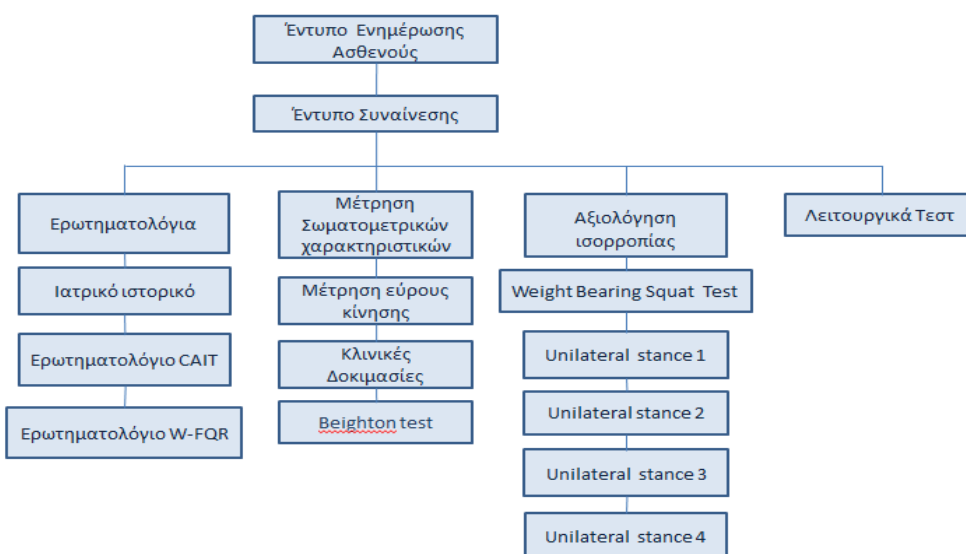 Έντυπο Ενημέρωσης
Ασθενούς
Έντυπο Συναίνεσης
Ερωτηματολόγια
Ιατρικό ιστορικό
Ερωτηματολόγιο CAIT
Ερωτηματολόγιο W-FQR
Μέτρηση
Σωματομετρικών
χαρακτηριστικών
Μέτρηση εύρους
κίνησης
Κλινικές
Δοκιμασίες
Beighton test
Αξιολόγηση
ισορροπίας
Weight Bearing Squat Test
Unilateral stance 1
Unilateral stance 2
Unilateral stance 3
Unilateral stance 4
Λειτουργικά Τεστ